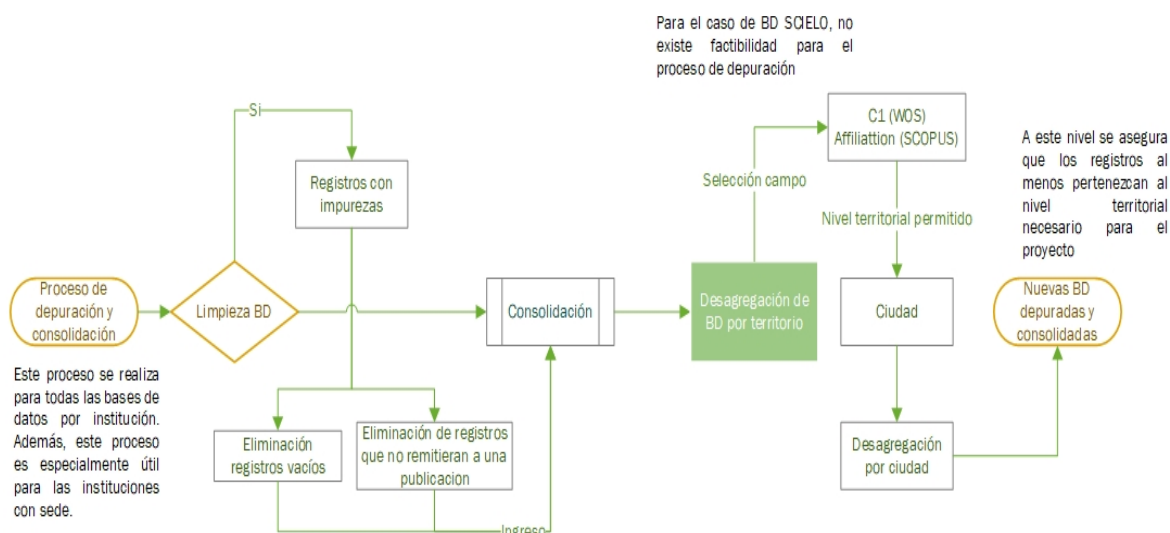 Para el caso de BD SCIELO, no
existe factibilidad para el
proceso de depuración
Si
C1 (WOS)
Affiliattion (SCOPUS)
A este nivel se asegura
que los registros al
menos pertenezcan al
nivel territorial
necesario para el
proyecto
Registros con
impurezas
Selección campo
Nivel territorial permitido
Proceso de
depuración y
consolidación
Limpieza BD
Consolidación
Desagregación de
BD por territorio
Ciudad
Nuevas BD
depuradas y
consolidadas
Este proceso se realiza
para todas las bases de
datos por institución.
Además, este proceso
es especialmente útil
para las instituciones
con sede.
Eliminación
registros vacíos
Eliminación de registros
que no remitieran a una
publicacion
Desagregación
por ciudad
Ingreso